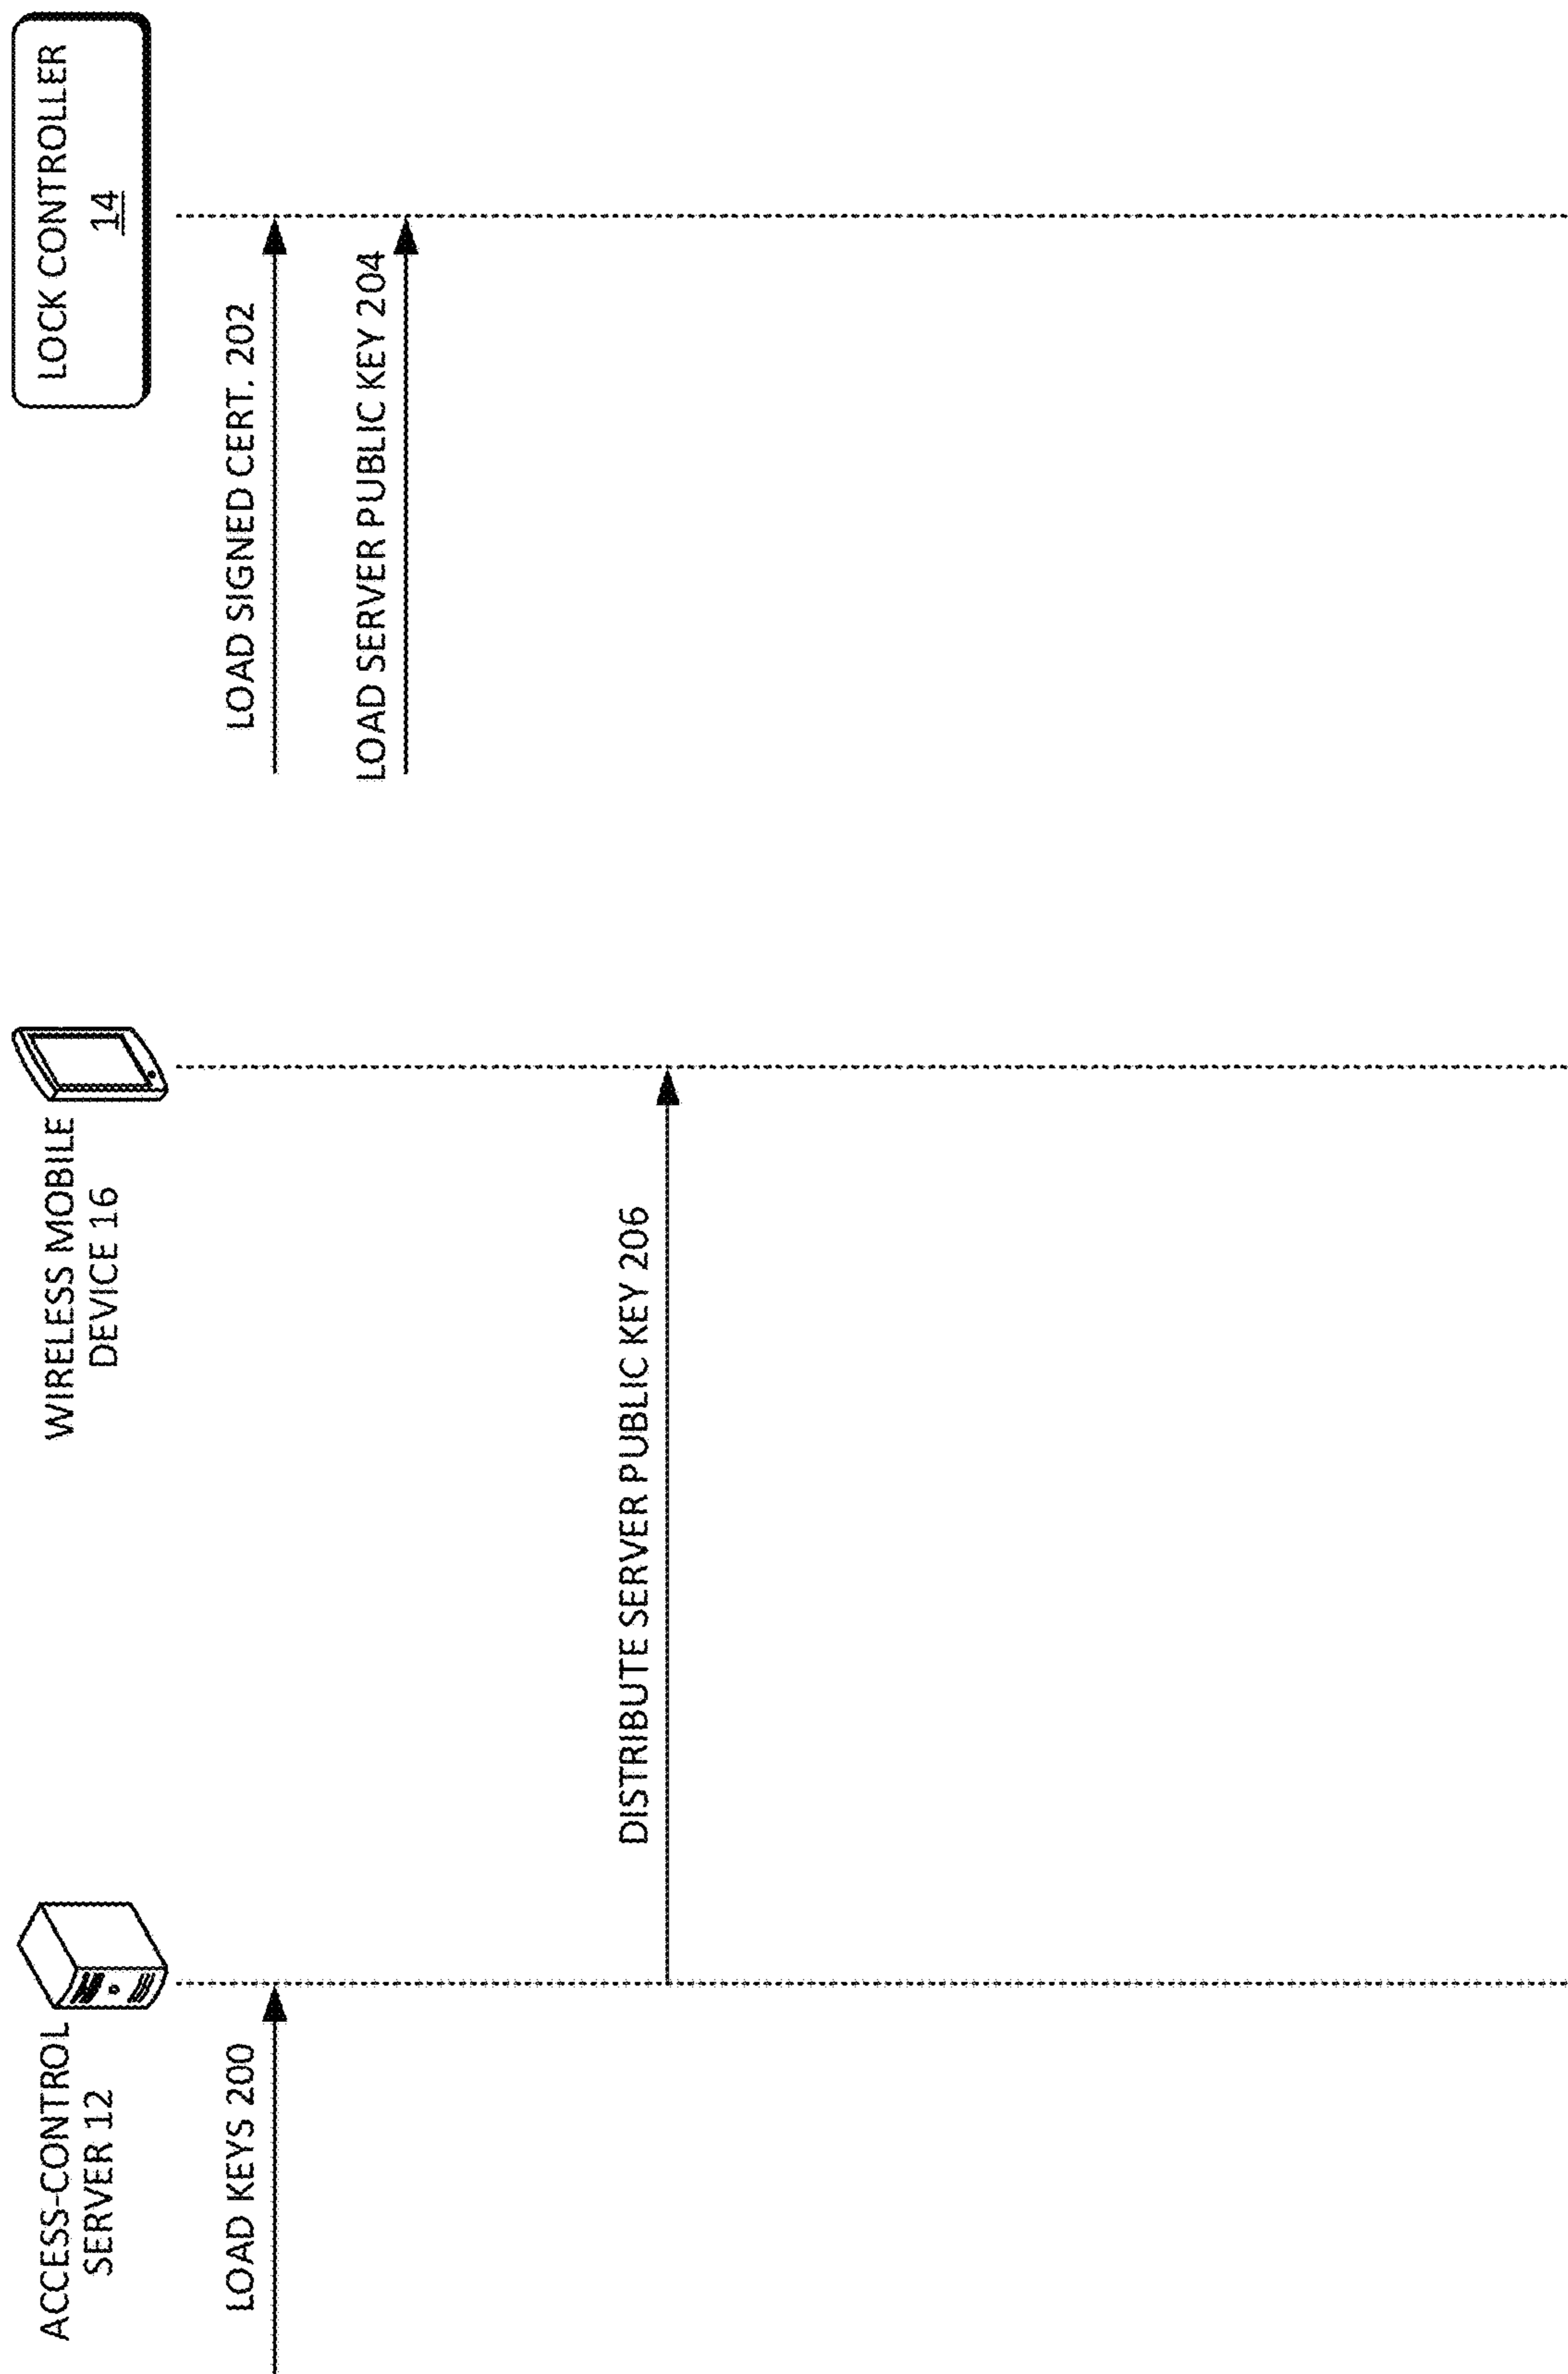 ACCESS-CONTROL
SERVER 12
WIRELESS MOBILE
DEVICE 16
LOCK CONTROLLER
14
LOAD KEYS 200
LOAD SIGNED CERT. 202
LOAD SERVER PUBLIC KEY 204
DISTRIBUTE SERVER PUBLIC KEY 206